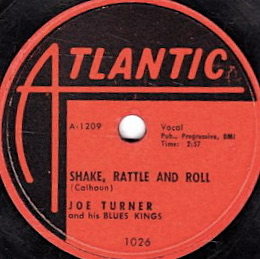 ATLANTIC
A-1209
Vocal
Pub., Progressive, BMI
Time: 2:57
SHAKE, RATTLE AND ROLL
(Calhoun)
JOE TURNER
and his BLUES KINGS
1026